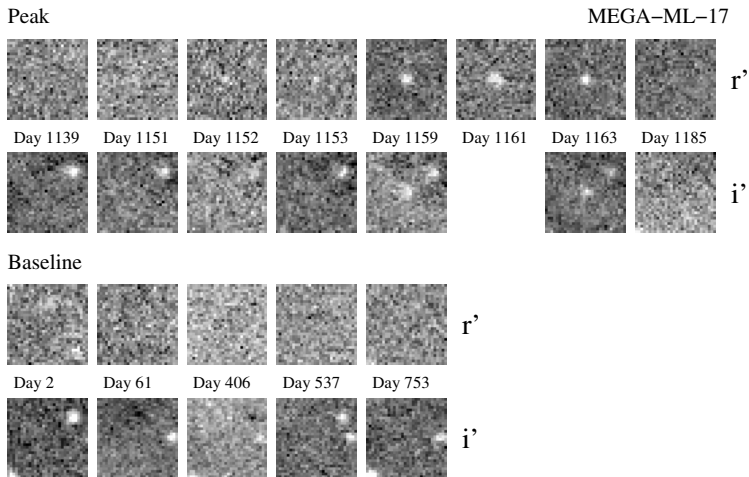 Peak MEGA−ML−17
r’
Day 1139 Day 1151 Day 1152 Day 1153 Day 1159 Day 1161 Day 1163 Day 1185
i’
Baseline
r’
Day 2 Day 61 Day 406 Day 537 Day 753
i’